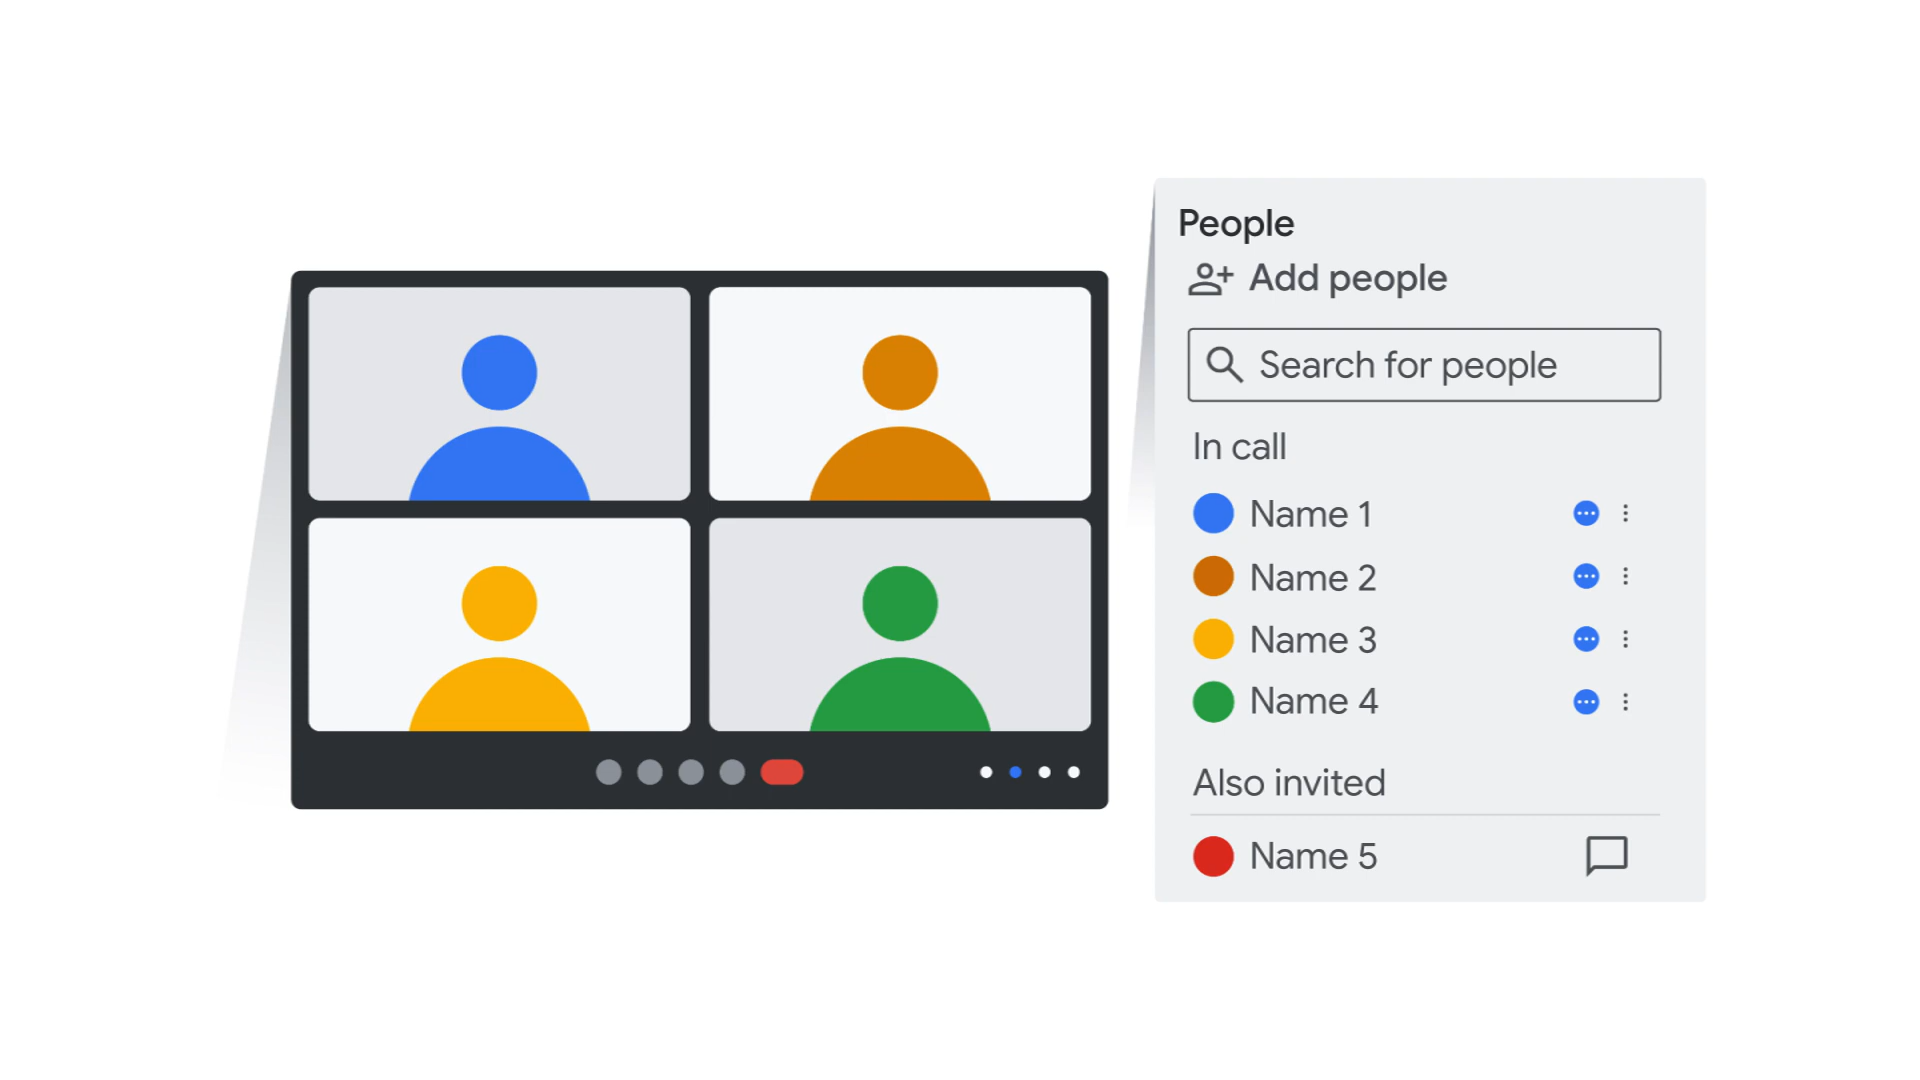 People
Add people
Search for people
In call
Name 1
Name 2
Name 3
Name 4
Also invited
Name 5